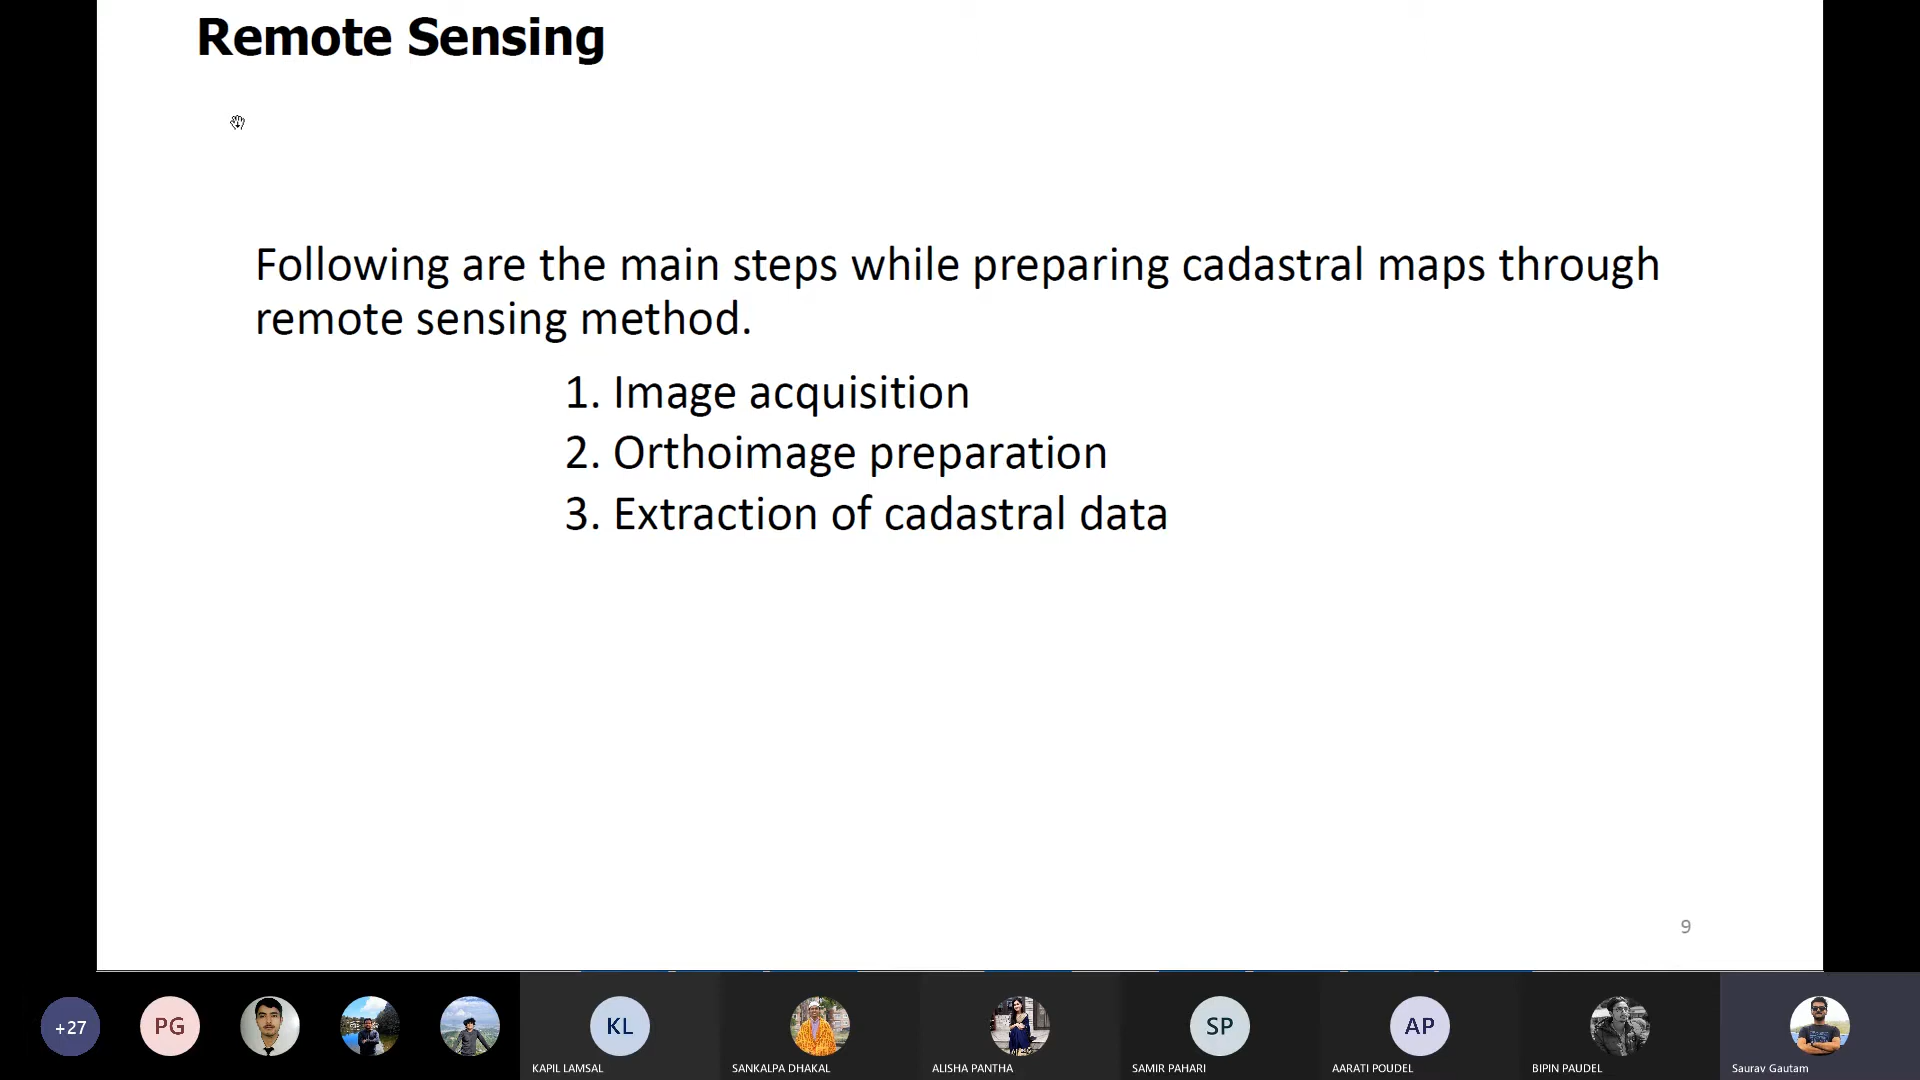 Remote Sensing
Following are the main steps while preparing cadastral maps through
remote sensing method.
1. Image acquisition
2. Orthoimage preparation
3. Extraction of cadastral data
9
+27
PG
KL
SP
AP
KAPIL LAMSAL
SANKALPA DHAKAL
ALISHA PANTHA
SAMIR PAHARI
AARATI POUDEL
BIPIN PAUDEL
Saurav Gautam